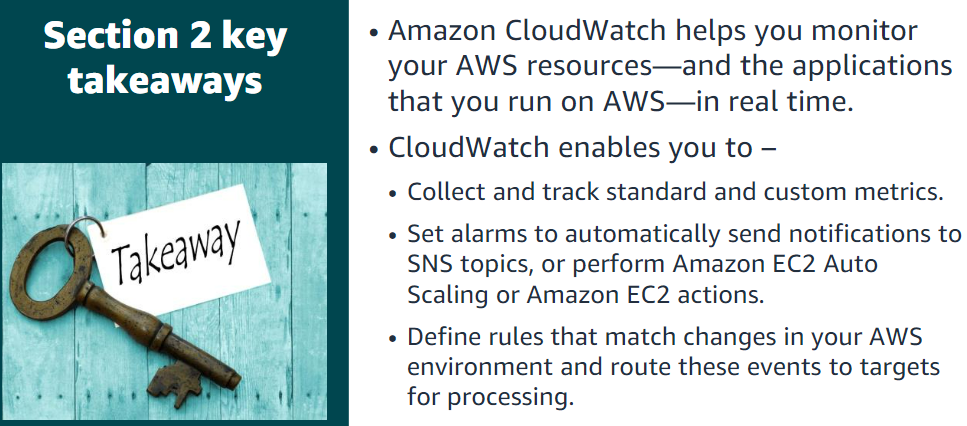 Section 2 key
takeaways
Takeaway
• Amazon CloudWatch helps you monitor
your AWS resources—and the applications
that you run on AWS—in real time.
• CloudWatch enables you to –
• Collect and track standard and custom metrics.
• Set alarms to automatically send notifications to
SNS topics, or perform Amazon EC2 Auto
Scaling or Amazon EC2 actions.
• Define rules that match changes in your AWS
environment and route these events to targets
for processing.